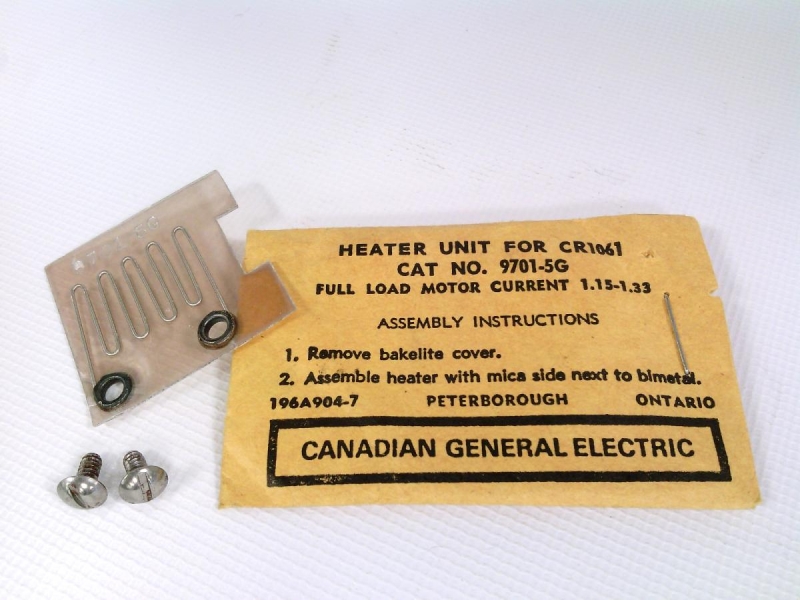 HEATER UNIT FOR CR1061
CAT NO. 9701-5G
FULL LOAD MOTOR CURRENT 1.15-1.33
ASSEMBLY INSTRUCTIONS
1. Remove bakelite cover.
2. Assemble heater with mica side next to bimetal.
196A904-7 PETERBOROUGH ONTARIO
CANADIAN GENERAL ELECTRIC